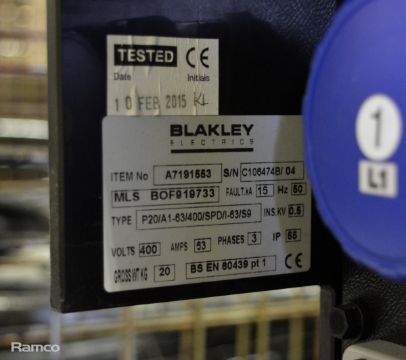 TESTED CE
Date Initials
10 FEB 2015 KL
BLAKLEY
ELECTRICS
ITEM No A7191553 S/N C106474B/ 04
MLS BOF919733 FAULT.kA 15 Hz 50
TYPE P20/A1-63/400/SPD/I-63/S9 INS.KV 0.5
VOLTS 400 AMPS 63 PHASES 3 IP 55
GROSS WT KG 20 BS EN 60439 pt 1 CE
1
L1
Ramco